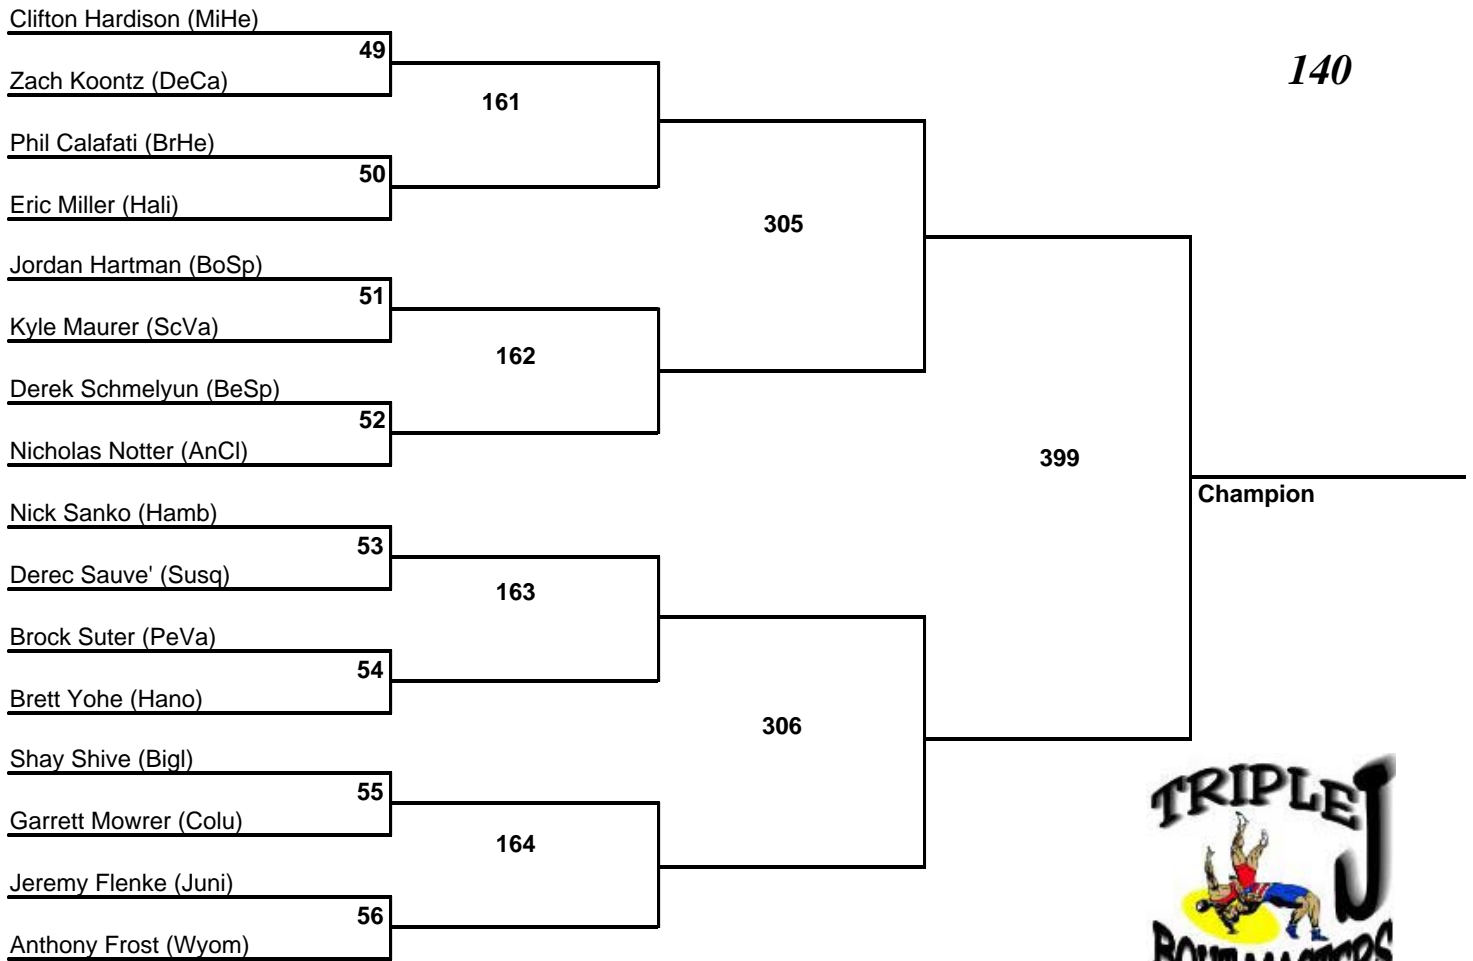 Clifton Hardison (MiHe)
49
Zach Koontz (DeCa)
140
161
Phil Calafati (BrHe)
50
Eric Miller (Hali)
305
Jordan Hartman (BoSp)
51
Kyle Maurer (ScVa)
162
Derek Schmelyun (BeSp)
52
Nicholas Notter (AnCl)
399
Champion
Nick Sanko (Hamb)
53
Derec Sauve' (Susq)
163
Brock Suter (PeVa)
54
Brett Yohe (Hano)
306
Shay Shive (Bigl)
55
Garrett Mowrer (Colu)
164
Jeremy Flenke (Juni)
56
Anthony Frost (Wyom)
TRIPLE J
BOUT MASTERS